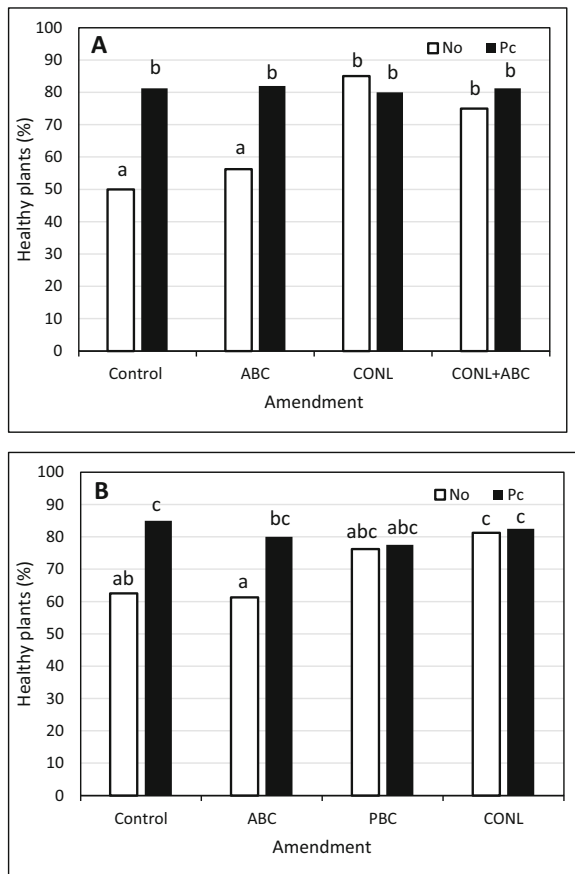 A
No Pc
Healthy plants (%)
100
90
80
70
60
50
40
30
20
10
0
a b a b b b b b
Control ABC CONL CONL+ABC
Amendment
B
No Pc
Healthy plants (%)
100
90
80
70
60
50
40
30
20
10
0
ab c a bc abc abc c c
Control ABC PBC CONL
Amendment